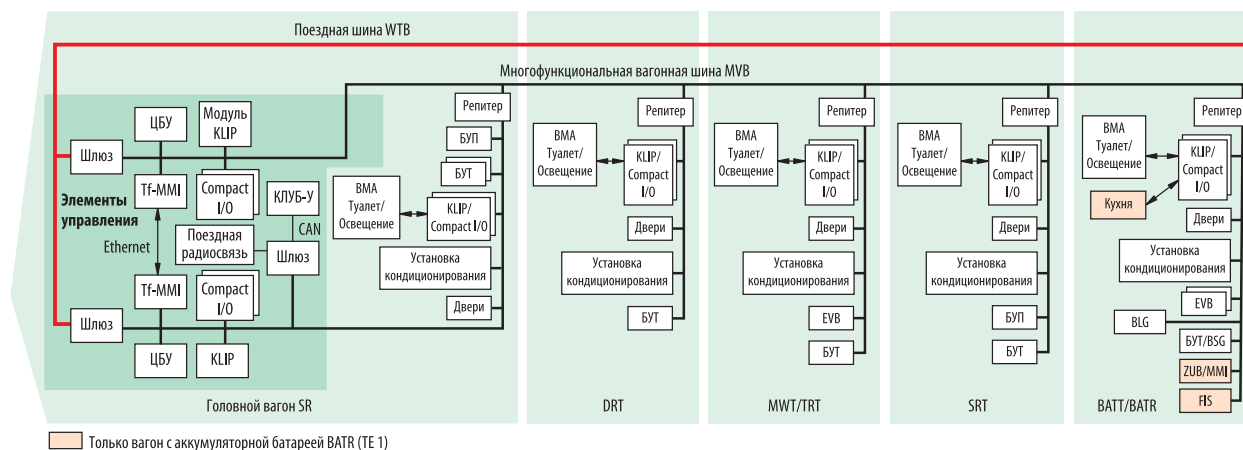 Поездная шина WTB
Многофункциональная вагонная шина MVB
ЦБУ
Модуль
KLIP
Шлюз
Tf-MMI
Compact
I/O
КЛУБ-У
Элементы
управления
CAN
Ethernet
Поездная
радиосвязь
Шлюз
Tf-MMI
Compact
I/O
Шлюз
ЦБУ
KLIP
Репитер
БУП
БУТ
ВМА
Туалет/
Освещение
KLIP/
Compact I/O
Установка
кондиционирования
Двери
Головной вагон SR
Репитер
ВМА
Туалет/
Освещение
KLIP/
Compact
I/O
Двери
Установка
кондиционирования
БУТ
DRT
Репитер
ВМА
Туалет/
Освещение
KLIP/
Compact
I/O
Двери
Установка
кондиционирования
EVB
БУТ
MWT/TRT
Репитер
ВМА
Туалет/
Освещение
KLIP/
Compact
I/O
Двери
Установка
кондиционирования
БУП
БУТ
SRT
Репитер
ВМА
Туалет/
Освещение
KLIP/
Compact
I/O
Кухня
Двери
Установка
кондиционирования
EVB
BLG
БУТ/BSG
ZUB/MMI
FIS
BATT/BATR
Только вагон с аккумуляторной батареей BATR (TE 1)